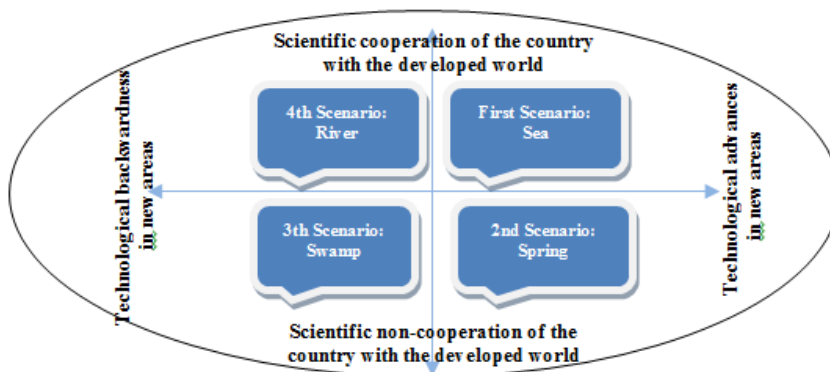 Scientific cooperation of the country
with the developed world
Technological backwardness
in new areas
4th Scenario:
River
First Scenario:
Sea
Technological advances
in new areas
3th Scenario:
Swamp
2nd Scenario:
Spring
Scientific non-cooperation of the
country with the developed world